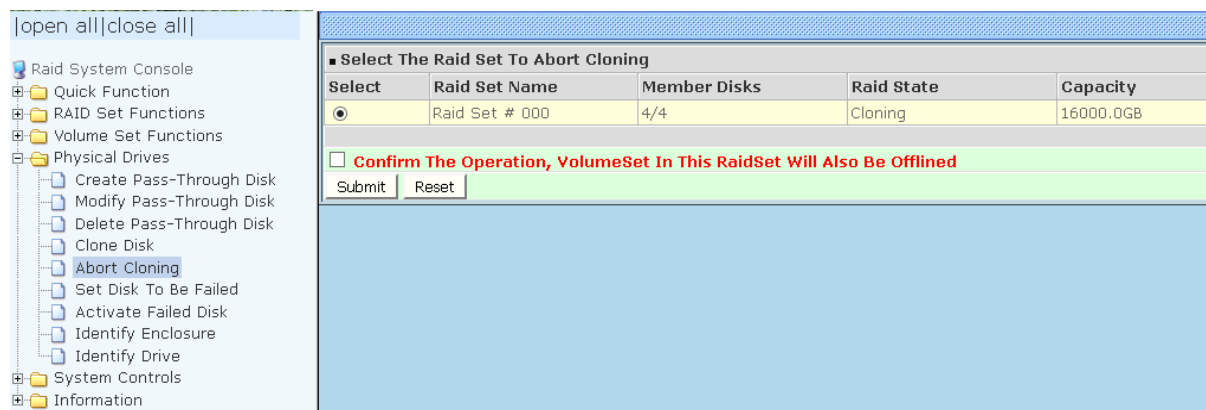 |open all|close all|
Raid System Console
Quick Function
RAID Set Functions
Volume Set Functions
Physical Drives
Create Pass-Through Disk
Modify Pass-Through Disk
Delete Pass-Through Disk
Clone Disk
Abort Cloning
Set Disk To Be Failed
Activate Failed Disk
Identify Enclosure
Identify Drive
System Controls
Information
Select The Raid Set To Abort Cloning
Select Raid Set Name Member Disks Raid State Capacity
Raid Set # 000 4/4 Cloning 16000.0GB
Confirm The Operation, VolumeSet In This RaidSet Will Also Be Offlined
Submit Reset